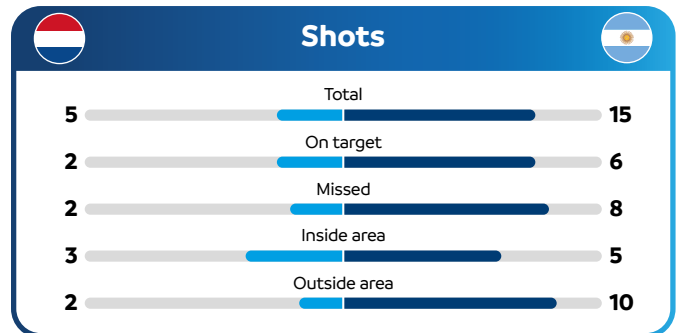 Shots
Total
5 15
On target
2 6
Missed
2 8
Inside area
3 5
Outside area
2 10